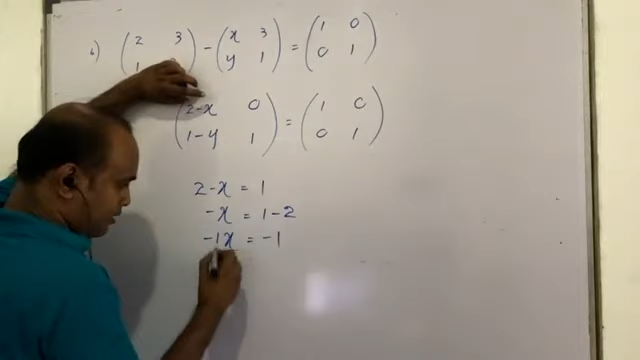 b) (2 3 1) - (x 3 y 1) = (1 0 0 1)
(2-x 0 1-y 1) = (1 0 0 1)
2-x = 1
-x = 1-2
-1x = -1